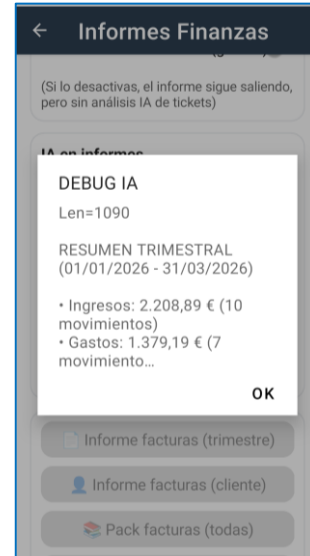 ← Informes Finanzas
(Si lo desactivas, el informe sigue saliendo,
pero sin análisis IA de tickets)
IA en informes
DEBUG IA
Len=1090
RESUMEN TRIMESTRAL
(01/01/2026 - 31/03/2026)
• Ingresos: 2.208,89 € (10
movimientos)
• Gastos: 1.379,19 € (7
movimiento...
OK
Informe facturas (trimestre)
Informe facturas (cliente)
Pack facturas (todas)